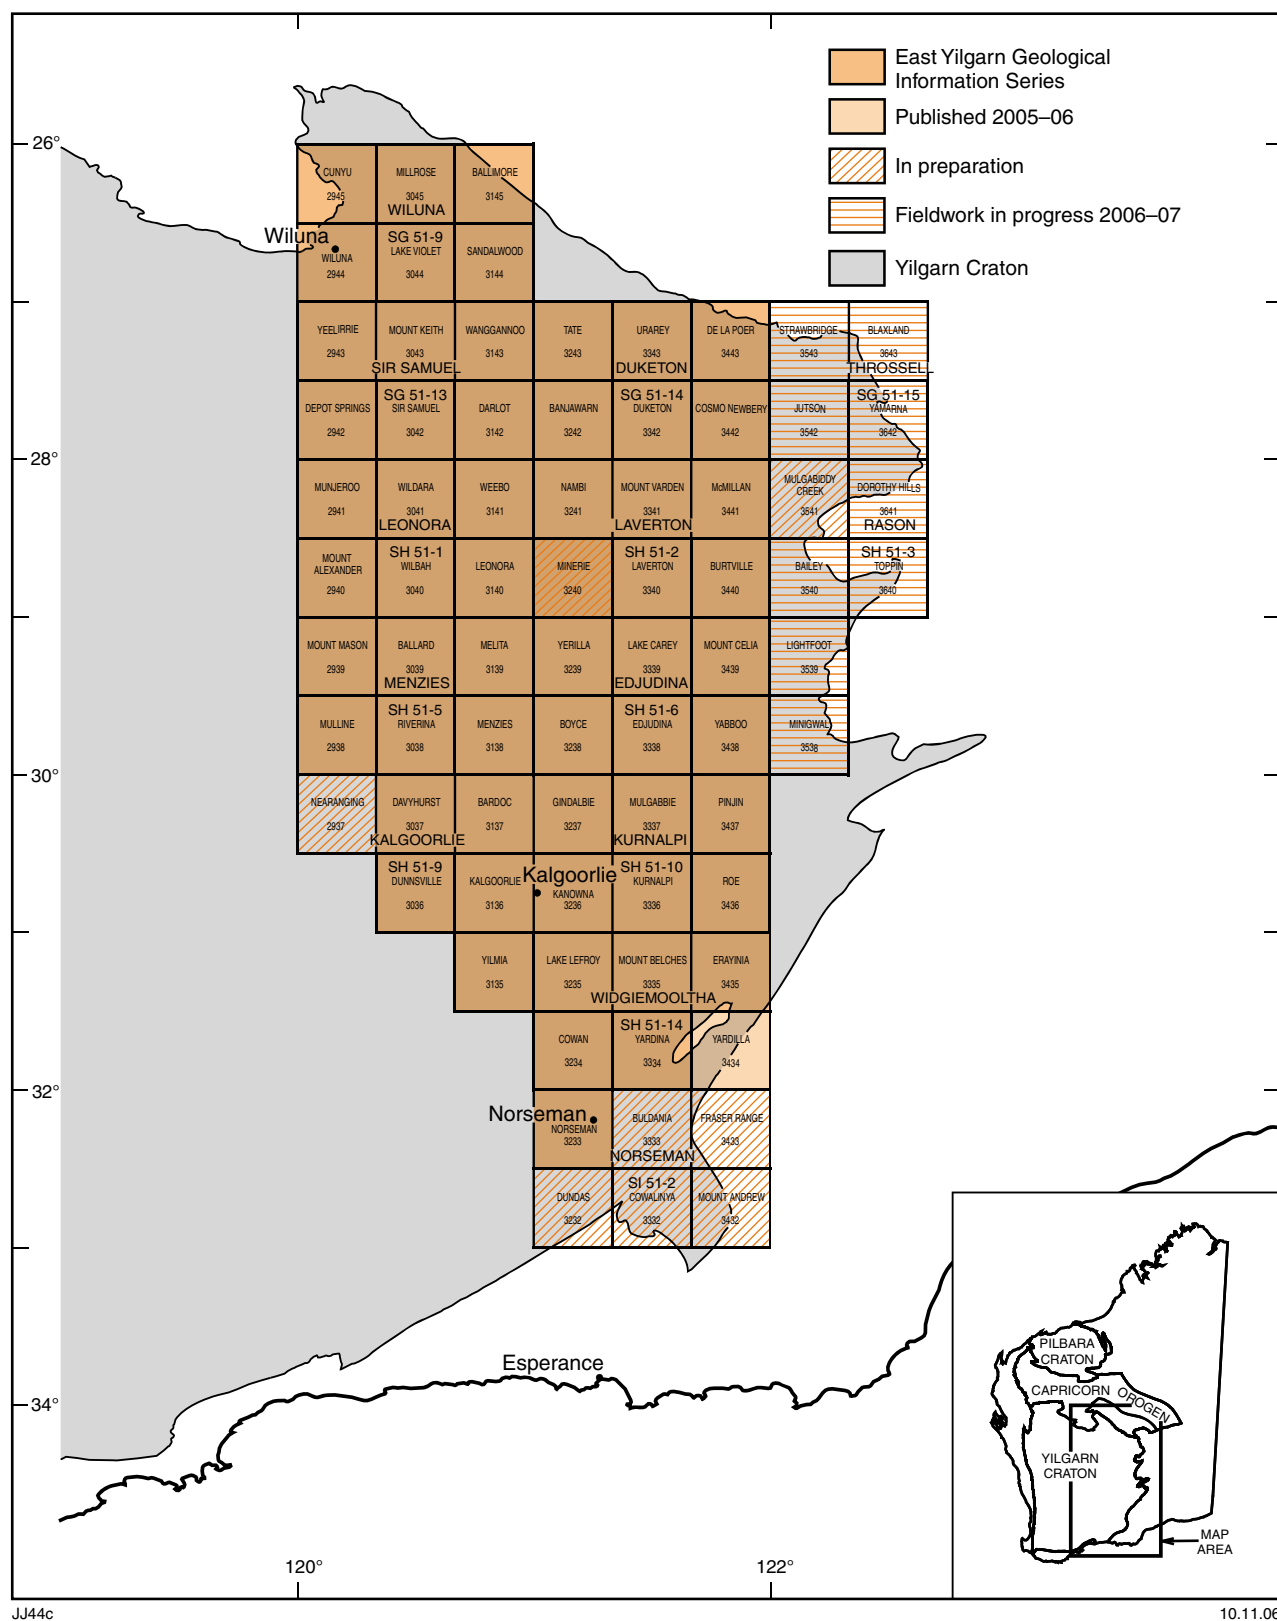 East Yilgarn Geological
Information Series
Published 2005–06
In preparation
Fieldwork in progress 2006–07
Yilgarn Craton
26°
28°
30°
32°
34°
120°
122°
CUNYU
2945
MILLROSE
3045
BALLIMORE
3145
WILUNA
SG 51-9
Wiluna
WILUNA
2944
LAKE VIOLET
3044
SANDALWOOD
3144
YEELIRRIE
2943
MOUNT KEITH
3043
WANGGANNOO
3143
TATE
3243
URAREY
3343
DE LA POER
3443
STRAWBRIDGE
3543
BLAXLAND
3643
SIR SAMUEL
SG 51-13
DUKETON
SG 51-14
THROSSELL
SG 51-15
DEPOT SPRINGS
2942
SIR SAMUEL
3042
DARLOT
3142
BANJAWARN
3242
DUKETON
3342
COSMO NEWBERY
3442
JUTSON
3542
YAMARNA
3642
MUNJEROO
2941
WILDARA
3041
WEEBO
3141
NAMBI
3241
MOUNT VARDEN
3341
McMILLAN
3441
MULGABIDDY
CREEK
3541
DOROTHY HILLS
3641
LEONORA
SH 51-1
LAVERTON
SH 51-2
RASON
SH 51-3
MOUNT
ALEXANDER
2940
WILBAH
3040
LEONORA
3140
MINERIE
3240
LAVERTON
3340
BURTVILLE
3440
BAILEY
3540
TOPPIN
3640
MOUNT MASON
2939
BALLARD
3039
MELITA
3139
YERILLA
3239
LAKE CAREY
3339
MOUNT CELIA
3439
LIGHTFOOT
3539
MENZIES
SH 51-5
EDJUDINA
SH 51-6
MULLINE
2938
RIVERINA
3038
MENZIES
3138
BOYCE
3238
EDJUDINA
3338
YABBOO
3438
MINIGWAL
3538
NEARANGING
2937
DAVYHURST
3037
BARDOC
3137
GINDALBIE
3237
MULGABBIE
3337
PINJIN
3437
KALGOORLIE
SH 51-9
KURNALPI
SH 51-10
DUNNSVILLE
3036
KALGOORLIE
3136
Kalgoorlie
KANOWNA
3236
KURNALPI
3336
ROE
3436
YILMIA
3135
LAKE LEFROY
3235
MOUNT BELCHES
3335
ERAYINIA
3435
WIDGIEMOOLTHA
SH 51-14
COWAN
3234
YARDINA
3334
YARDILLA
3434
Norseman
NORSEMAN
3233
BULDANIA
3333
FRASER RANGE
3433
NORSEMAN
SI 51-2
DUNDAS
3232
COWALINYA
3332
MOUNT ANDREW
3432
Esperance
PILBARA
CRATON
CAPRICORN OROGEN
YILGARN
CRATON
MAP
AREA
JJ44c
10.11.06